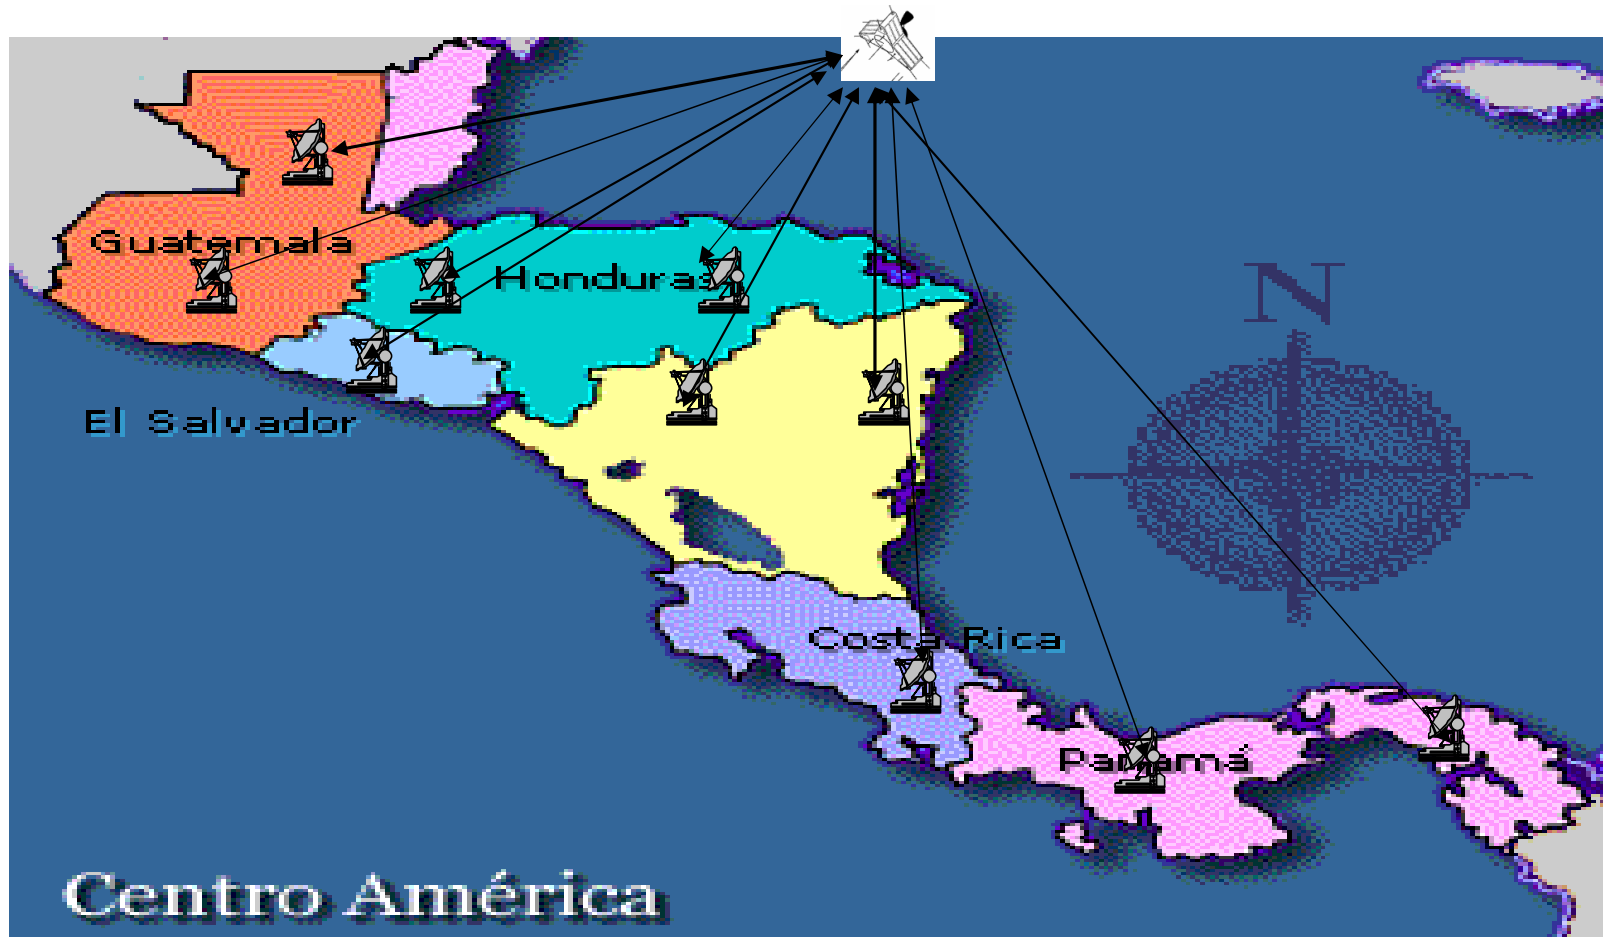 N
Guatemala
Honduras
El Salvador
Costa Rica
Panamá
Centro América